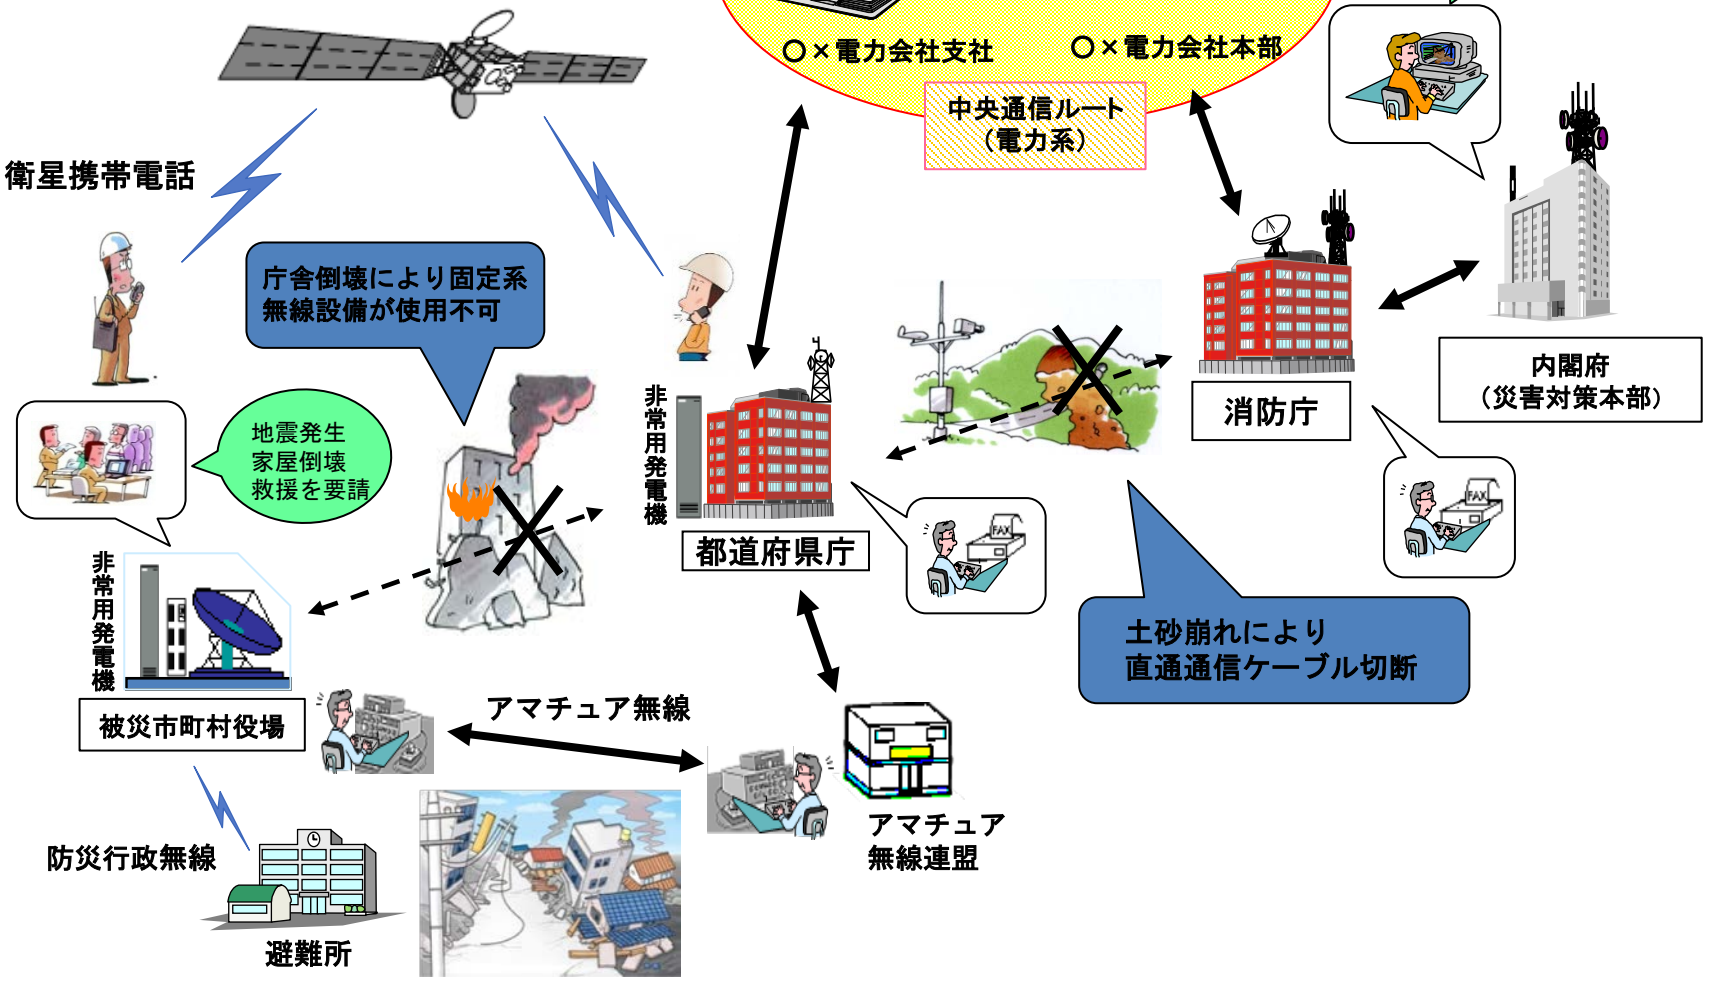 〇×電力会社支社
〇×電力会社本部
中央通信ルート
（電力系）
衛星携帯電話
庁舎倒壊により固定系
無線設備が使用不可
内閣府
（災害対策本部）
消防庁
地震発生
家屋倒壊
救援を要請
非常用発電機
FAX
FAX
都道府県庁
非常用発電機
土砂崩れにより
直通通信ケーブル切断
被災市町村役場
アマチュア無線
アマチュア
無線連盟
防災行政無線
避難所